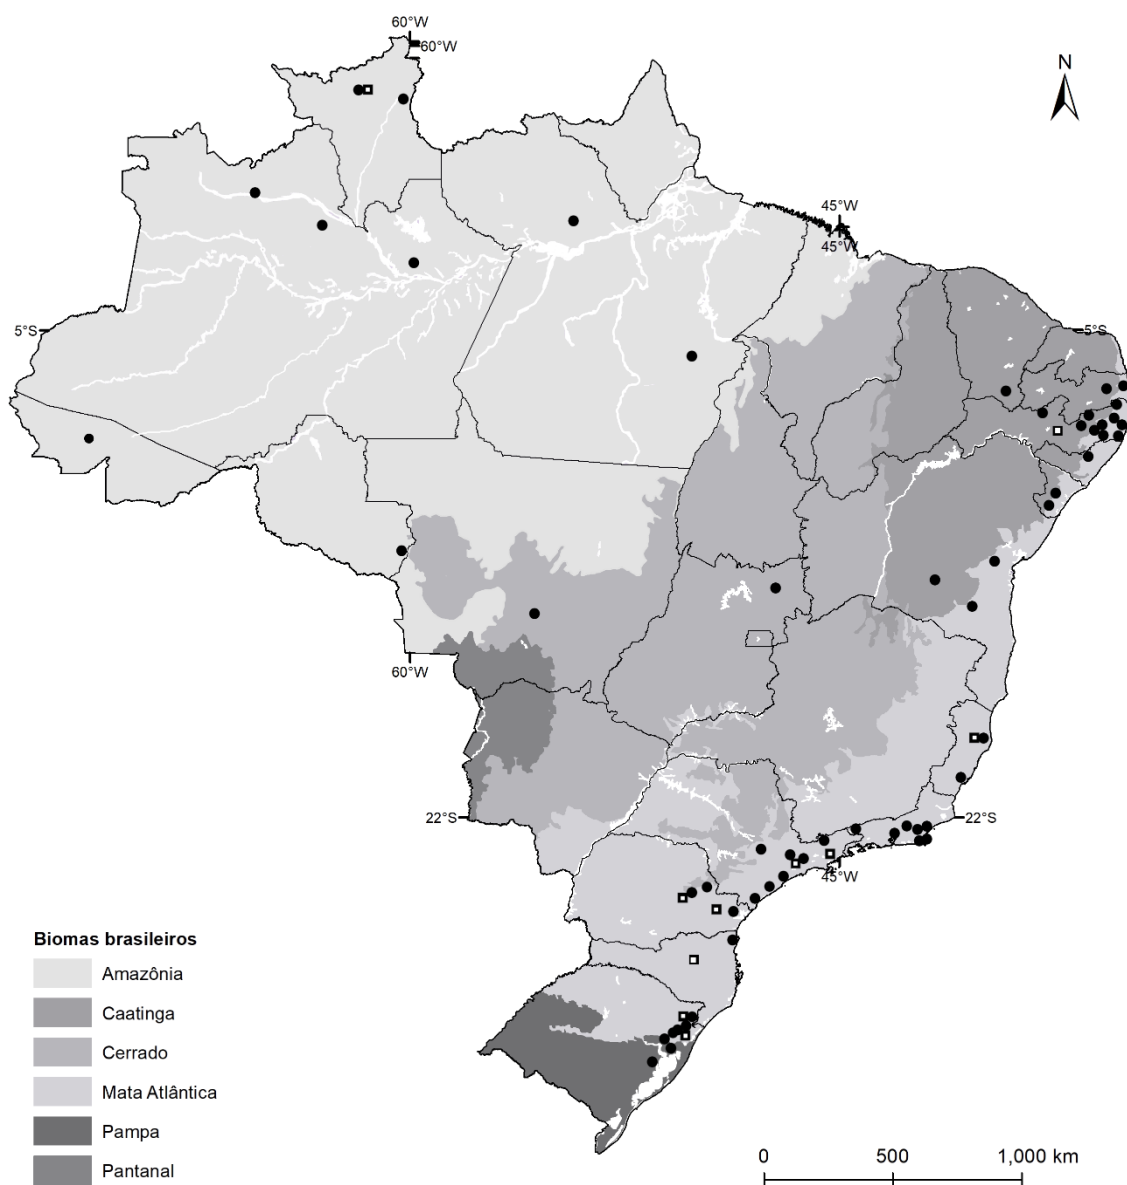 60°W
60°W
N
45°W
45°W
5°S
5°S
60°W
22°S
22°S
45°W
Biomas brasileiros
Amazônia
Caatinga
Cerrado
Mata Atlântica
Pampa
Pantanal
0 500 1,000 km